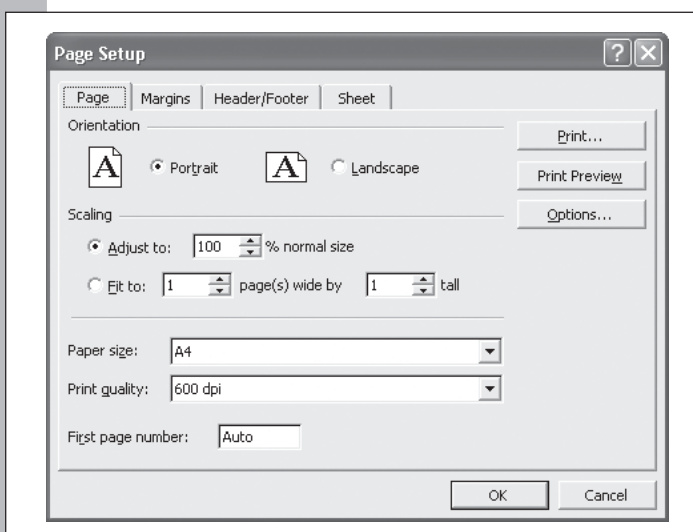 Page Setup
Page Margins Header/Footer Sheet
Orientation
Print...
A Portrait A Landscape
Print Preview
Scaling
Options...
Adjust to: 100 % normal size
Fit to: 1 page(s) wide by 1 tall
Paper size: A4
Print quality: 600 dpi
First page number: Auto
OK Cancel